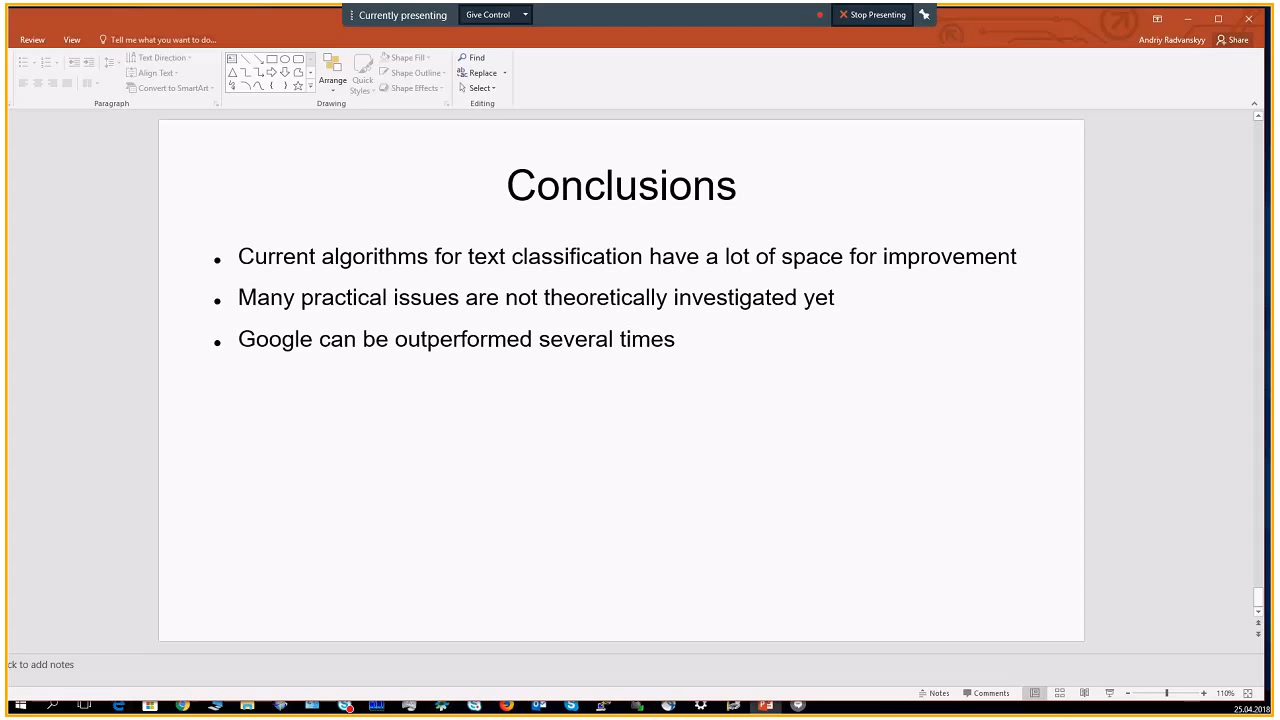 Currently presenting
Give Control
Stop Presenting
Review
View
Tell me what you want to do...
Andriy Radvanskyy
Share
Text Direction
Align Text
Convert to SmartArt
Arrange
Quick
Styles
Shape Fill
Shape Outline
Shape Effects
Find
Replace
Select
Paragraph
Drawing
Editing
Conclusions
• Current algorithms for text classification have a lot of space for improvement
• Many practical issues are not theoretically investigated yet
• Google can be outperformed several times
ck to add notes
Notes
Comments
110%
25.04.2018